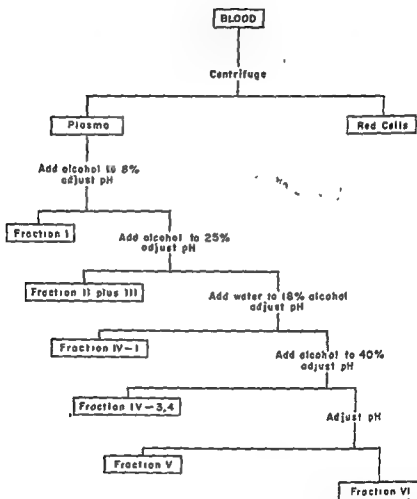 BLOOD
Centrifuge
Plasma
Red Cells
Add alcohol to 8%
adjust pH
Fraction I
Add alcohol to 25%
adjust pH
Fraction II plus III
Add water to 18% alcohol
adjust pH
Fraction IV-1
Add alcohol to 40%
adjust pH
Fraction IV-3,4
Adjust pH
Fraction V
Fraction VI